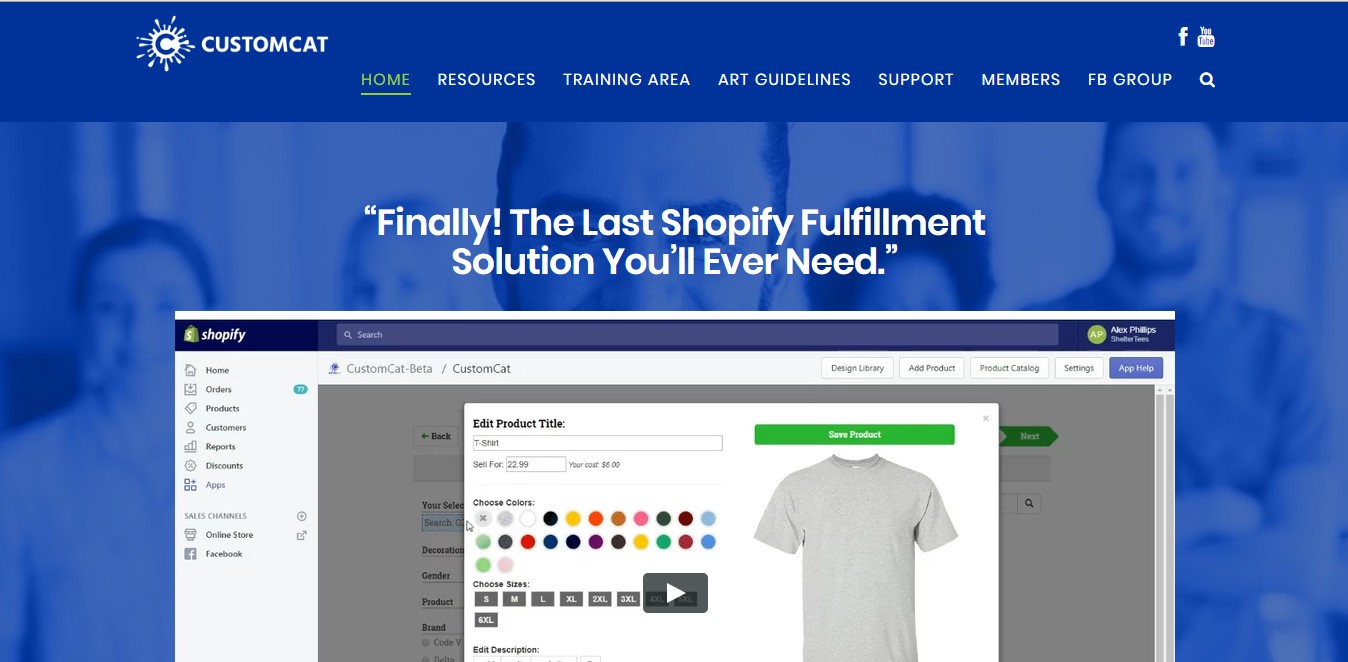 CUSTOMCAT
You
Tube
HOME RESOURCES TRAINING AREA ART GUIDELINES SUPPORT MEMBERS FB GROUP
“Finally! The Last Shopify Fulfillment
Solution You’ll Ever Need.”
shopify
Search
AP
Alex Phillips
ShelterTees
Home
Orders 77
Products
Customers
Reports
Discounts
Apps
SALES CHANNELS
Online Store
Facebook
CustomCat-Beta / CustomCat
Design Library Add Product Product Catalog Settings App Help
Back
Next
Your Selec
Search:
Decoration
Gender
Product
Brand
Code V
Delta
Edit Product Title:
T-Shirt
Sell For: 22.99 Your cost: $6.00
Choose Colors:
Choose Sizes:
S M L XL 2XL 3XL 4XL
6XL
Edit Description:
Save Product